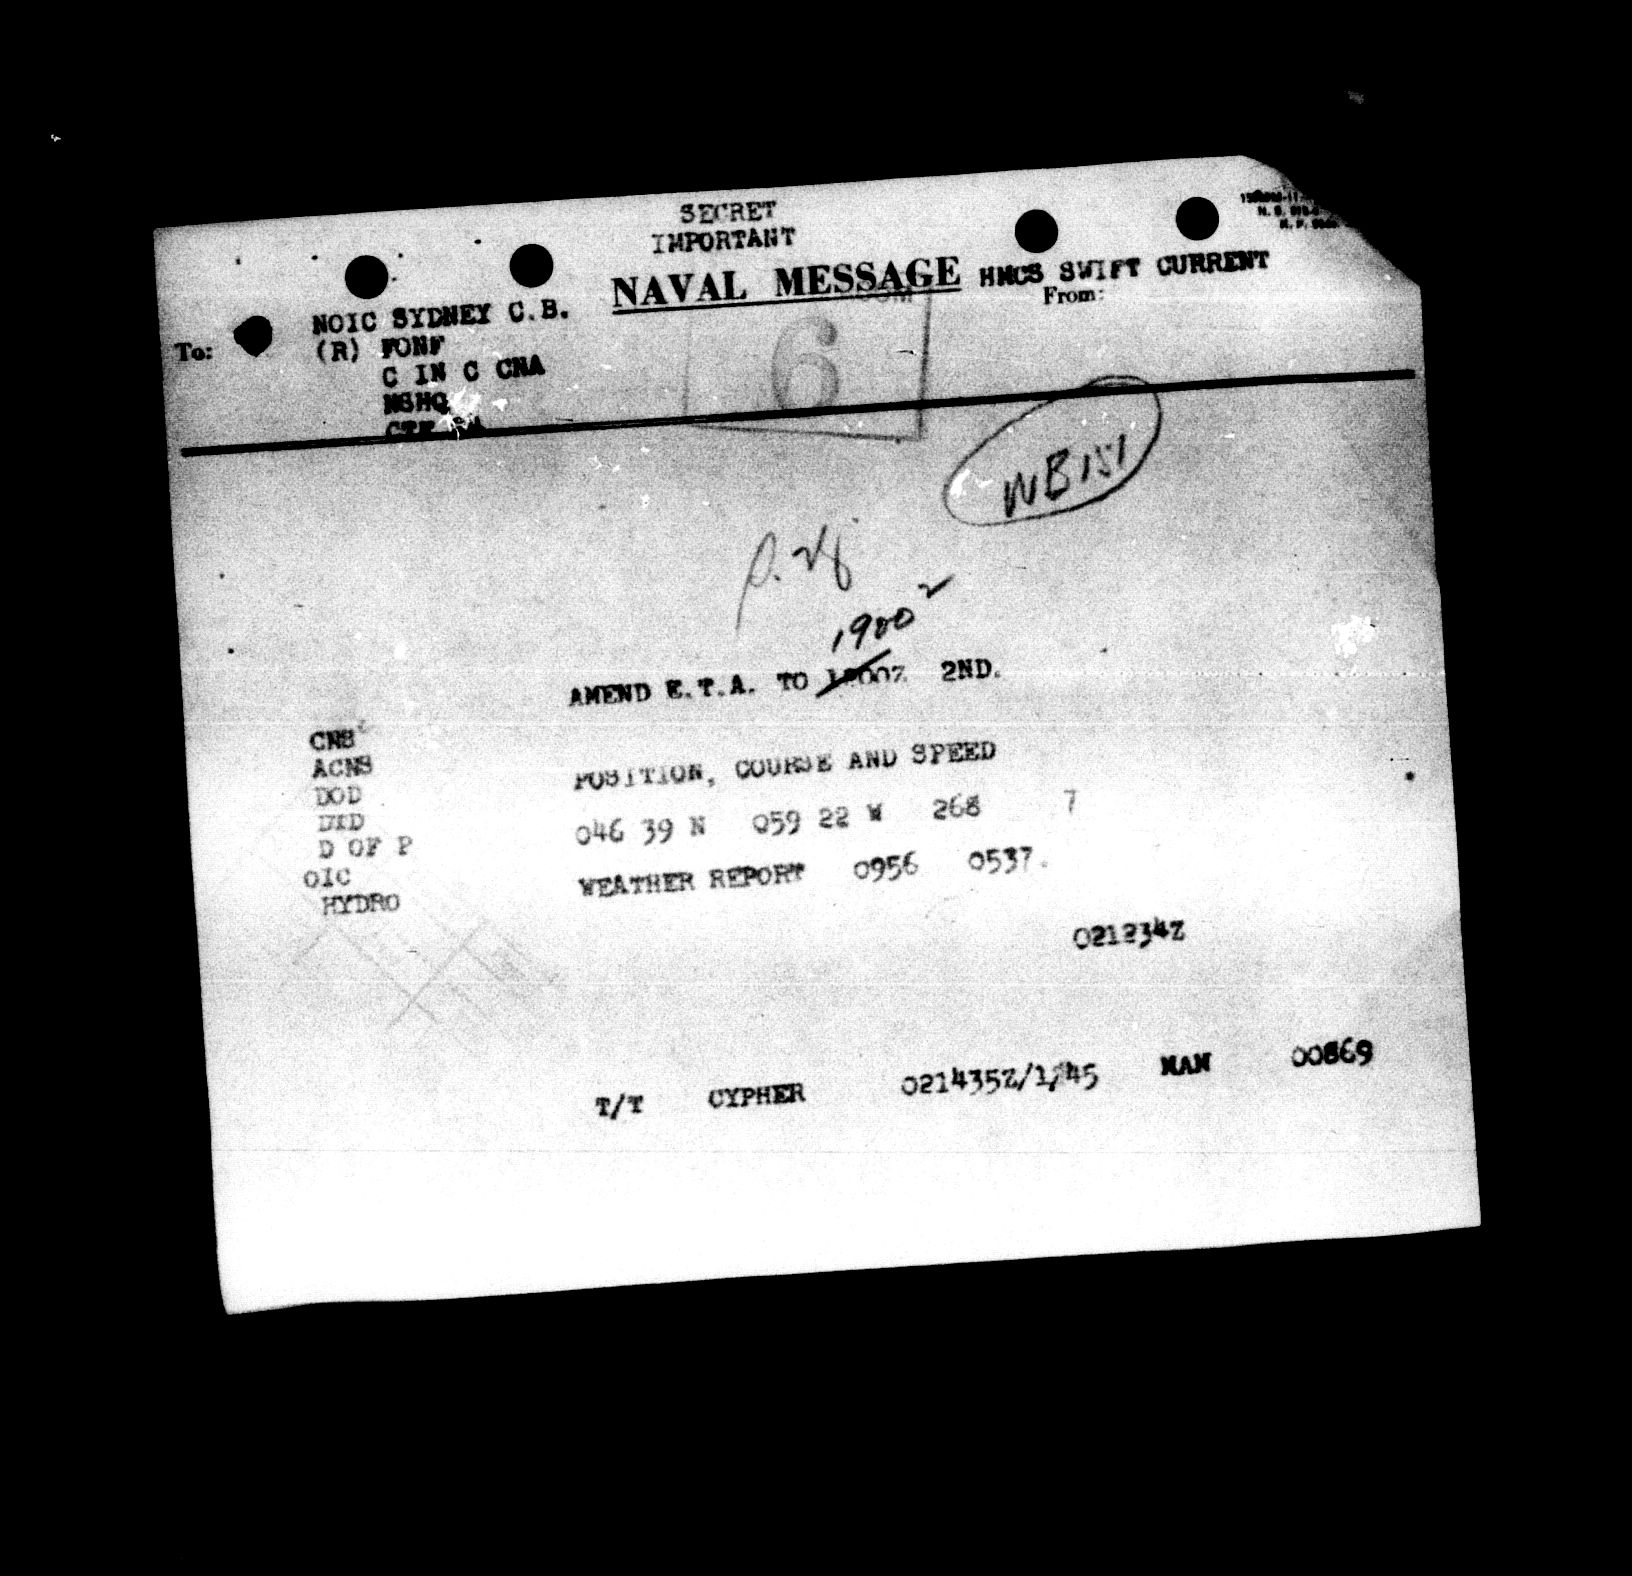 SECRET
IMPORTANT
NAVAL MESSAGE
HMCS SWIFT CURRENT
From:
To:
NOIC SYDNEY C.B.
(R) FONF
C IN C CNA
NSHQ
6
WB151
1900
AMEND E.T.A. TO 2ND.
CNS
ACNS
DOD
DID
D OF P
OIC
HYDRO
POSITION, COURSE AND SPEED
046 39 N 059 22 W 268 7
WEATHER REPORT 0956 0537.
021234Z
T/T CYPHER 021435Z/1/45 MAN 00869